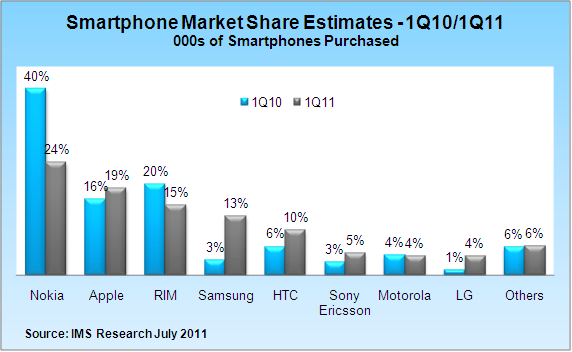 Smartphone Market Share Estimates - 1Q10/1Q11
000s of Smartphones Purchased
1Q10 1Q11
40% 24% 16% 19% 20% 15% 3% 13% 6% 10% 3% 5% 4% 4% 1% 4% 6% 6%
Nokia Apple RIM Samsung HTC Sony Motorola LG Others
Ericsson
Source: IMS Research July 2011